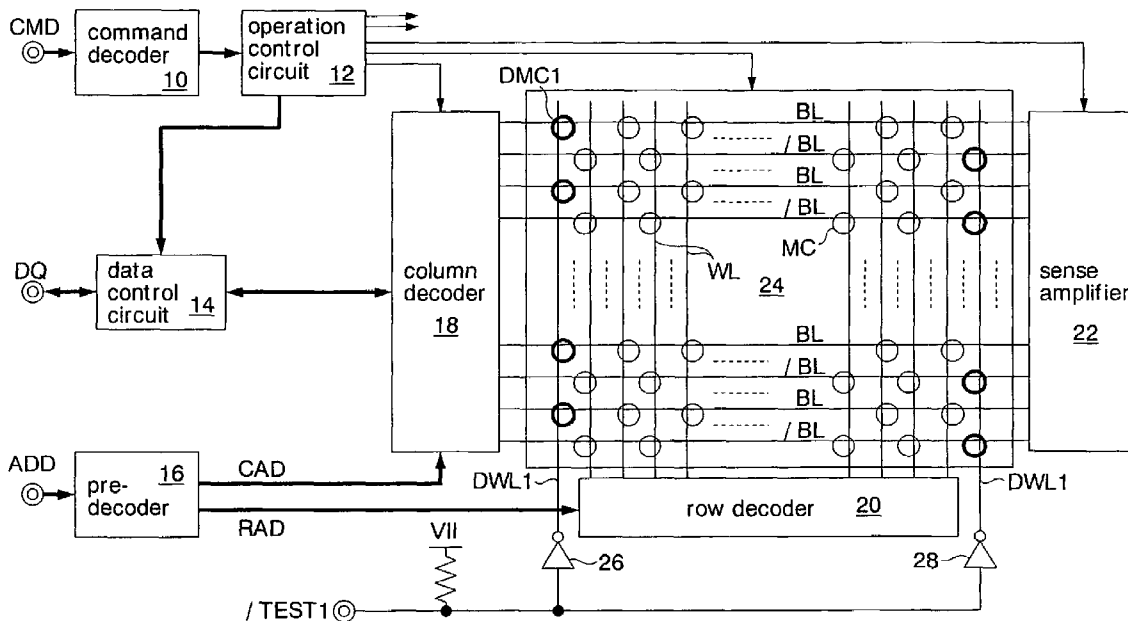 CMD
command
decoder
10
operation
control
circuit 12
DMC1
BL
/ BL
BL
/ BL
MC
WL
24
DQ
data
control
circuit
14
column
decoder
18
sense
amplifier
22
BL
/ BL
BL
/ BL
ADD
pre-
decoder
16
CAD
RAD
DWL1
DWL1
row decoder 20
VII
26
28
/ TEST1